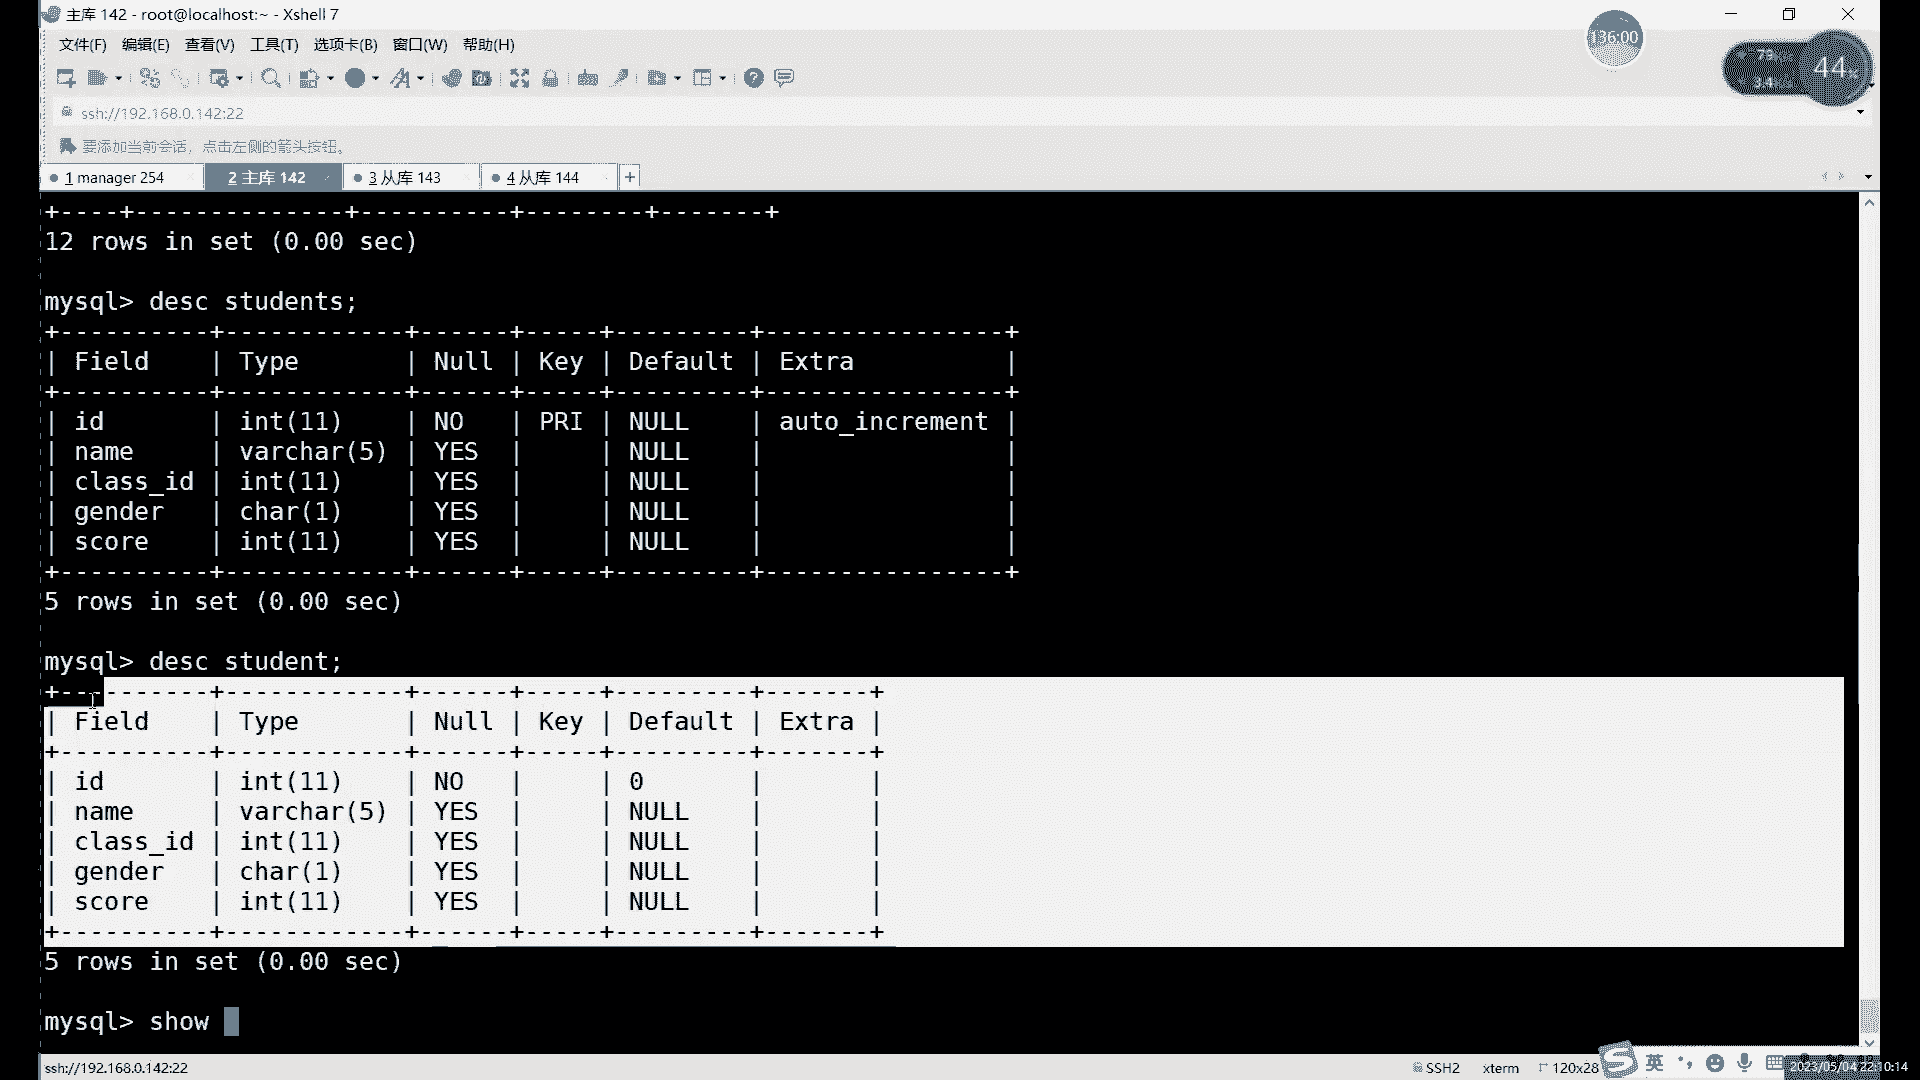 主库 142 - root@localhost:~ - Xshell 7
136:00
文件(F) 编辑(E) 查看(V) 工具(T) 选项卡(B) 窗口(W) 帮助(H)
44%
ssh://192.168.0.142:22
要添加当前会话，点击左侧的箭头按钮。
1 manager 254
2 主库 142
3 从库 143
4 从库 144
+
+----+--------------+----------+--------+-------+
12 rows in set (0.00 sec)
mysql> desc students;
+----------+------------+------+-----+---------+----------------+
| Field    | Type       | Null | Key | Default | Extra          |
+----------+------------+------+-----+---------+----------------+
| id       | int(11)    | NO   | PRI | NULL    | auto_increment |
| name     | varchar(5) | YES  |     | NULL    |                |
| class_id | int(11)    | YES  |     | NULL    |                |
| gender   | char(1)    | YES  |     | NULL    |                |
| score    | int(11)    | YES  |     | NULL    |                |
+----------+------------+------+-----+---------+----------------+
5 rows in set (0.00 sec)
mysql> desc student;
+----------+------------+------+-----+---------+-------+
| Field    | Type       | Null | Key | Default | Extra |
+----------+------------+------+-----+---------+-------+
| id       | int(11)    | NO   |     | 0       |       |
| name     | varchar(5) | YES  |     | NULL    |       |
| class_id | int(11)    | YES  |     | NULL    |       |
| gender   | char(1)    | YES  |     | NULL    |       |
| score    | int(11)    | YES  |     | NULL    |       |
+----------+------------+------+-----+---------+-------+
5 rows in set (0.00 sec)
mysql> show
ssh://192.168.0.142:22
SSH2
xterm
120x28
英
2023/05/04 22:10:14